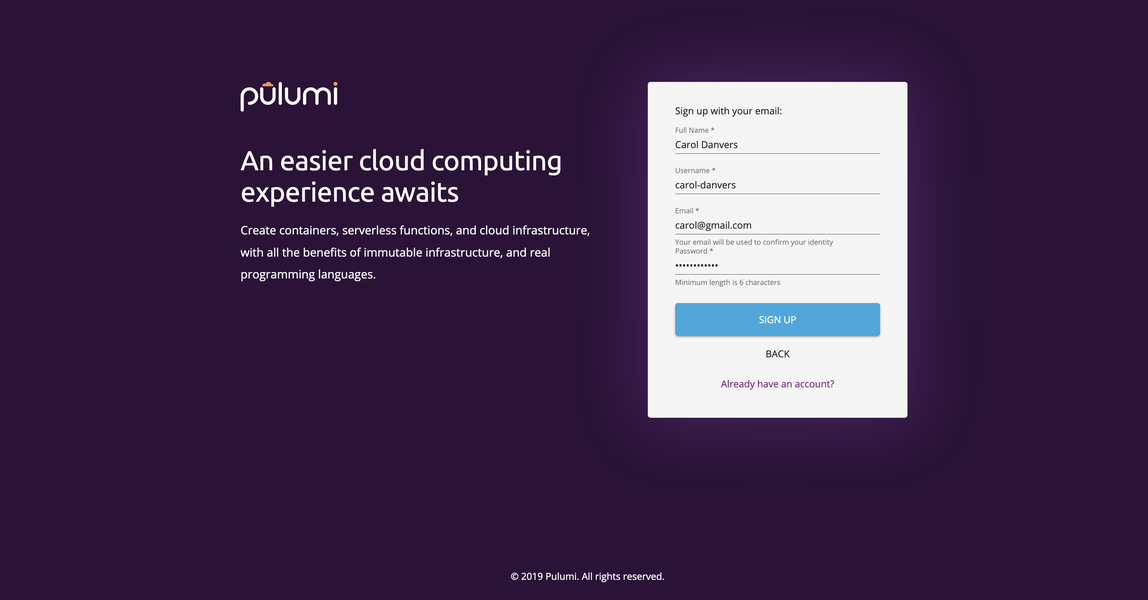 pulumi
An easier cloud computing
experience awaits
Create containers, serverless functions, and cloud infrastructure,
with all the benefits of immutable infrastructure, and real
programming languages.
Sign up with your email:
Full Name *
Carol Danvers
Username *
carol-danvers
Email *
carol@gmail.com
Your email will be used to confirm your identity
Password *
••••••••••••
Minimum length is 6 characters
SIGN UP
BACK
Already have an account?
© 2019 Pulumi. All rights reserved.